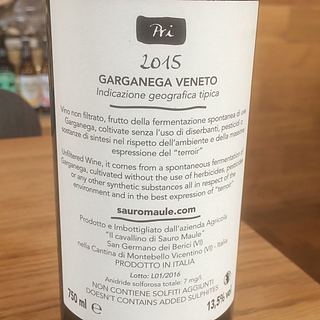 Pri
2015
GARGANEGA VENETO
Indicazione geografica tipica
Vino non filtrato, frutto della fermentazione spontanea di uve
Garganega, coltivate senza l'uso di diserbanti, pesticidi o
sostanze di sintesi nel rispetto dell'ambiente e della massima
espressione del "terroir"
Unfiltered Wine, it comes from a spontaneous fermentation of
Garganega, cultivated without the use of herbicides, pesticides
or any other synthetic substances all in respect of the
environment and in the best expression of "terroir"
sauromaule.com
Prodotto e Imbottigliato dall'azienda Agricola
"Il cavallino di Sauro Maule"
San Germano dei Berici (VI)
nella Cantina di Montebello Vicentino (VI) - Italia
PRODOTTO IN ITALIA
Lotto: L01/2016
Anidride solforosa totale: 7 mg/l
NON CONTIENE SOLFITI AGGIUNTI
DOESN'T CONTAINS ADDED SULPHITES
750 ml e
13,5%